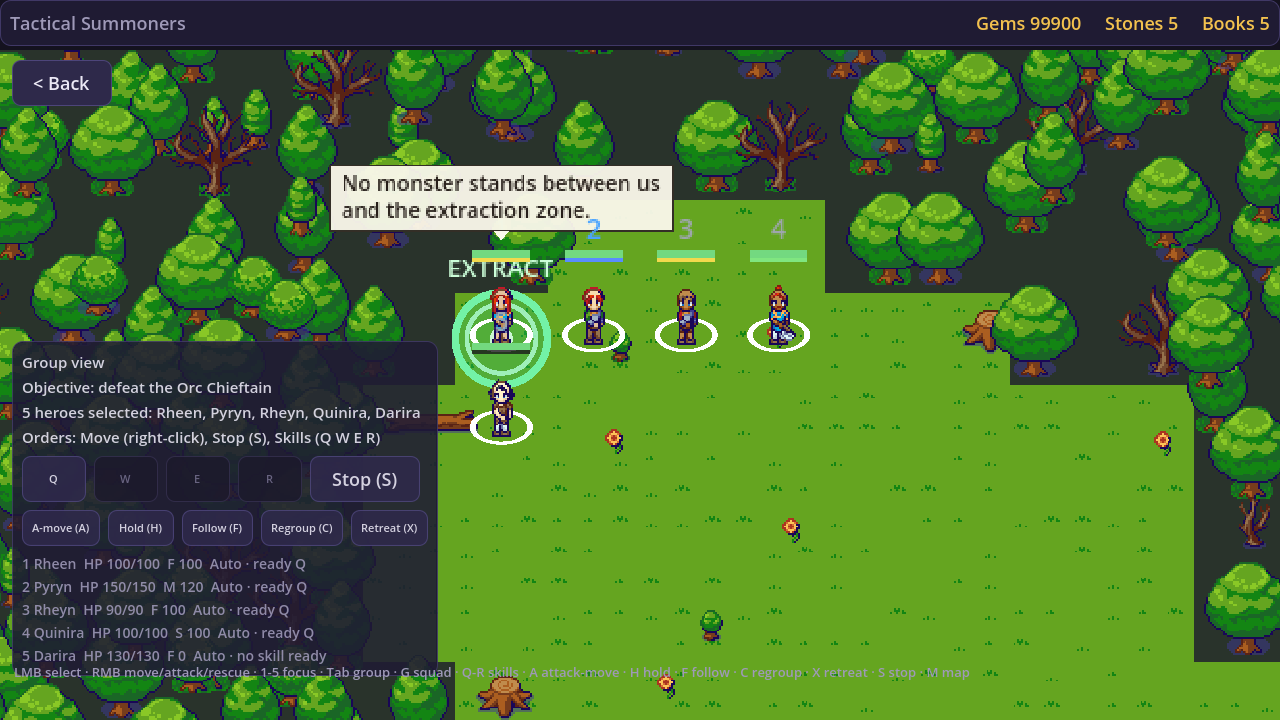 Tactical Summoners
Gems 99900 Stones 5 Books 5
< Back
No monster stands between us
and the extraction zone.
2 3 4
EXTRACT
Group view
Objective: defeat the Orc Chieftain
5 heroes selected: Rheen, Pyryn, Rheyn, Quinira, Darira
Orders: Move (right-click), Stop (S), Skills (Q W E R)
Q W E R Stop (S)
A-move (A) Hold (H) Follow (F) Regroup (C) Retreat (X)
1 Rheen HP 100/100 F 100 Auto · ready Q
2 Pyryn HP 150/150 M 120 Auto · ready Q
3 Rheyn HP 90/90 F 100 Auto · ready Q
4 Quinira HP 100/100 S 100 Auto · ready Q
5 Darira HP 130/130 F 0 Auto · no skill ready
LMB select · RMB move/attack/rescue · 1-5 focus · Tab group · G squad · Q-R skills · A attack-move · H hold · F follow · C regroup · X retreat · S stop · M map